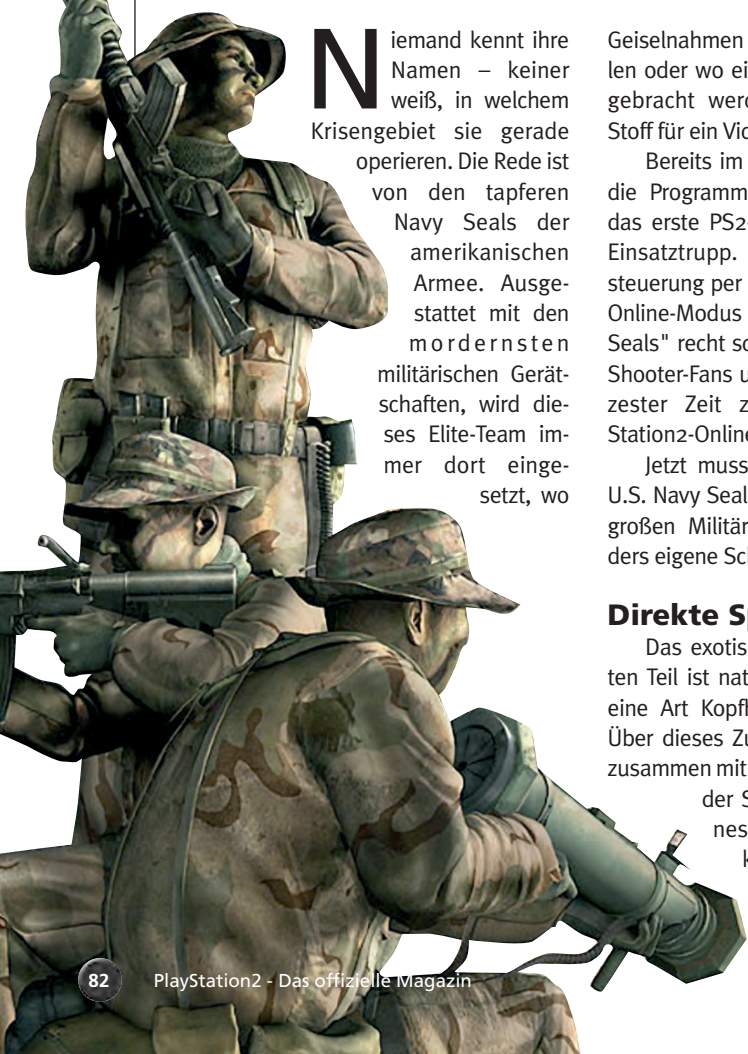 Niemand kennt ihre
Namen – keiner
weiß, in welchem
Krisengebiet sie gerade
operieren. Die Rede ist
von den tapferen
Navy Seals der
amerikanischen
Armee. Ausge-
stattet mit den
mordernsten
militärischen Gerät-
schaften, wird die-
ses Elite-Team im-
mer dort einge-
setzt, wo
Geiselnahmen
len oder wo ei
gebracht werd
Stoff für ein Vi
Bereits im
die Programm
das erste PS2-
Einsatztrupp.
steuerung per
Online-Modus
Seals" recht sc
Shooter-Fans u
zester Zeit z
Station2-Online
Jetzt muss
U.S. Navy Seal
großen Militär
ders eigene Sc
Direkte Sp
Das exotis
ten Teil ist nat
eine Art Kopfh
Über dieses Zu
zusammen mit
der S
nes
82 PlayStation2 - Das offizielle Magazin